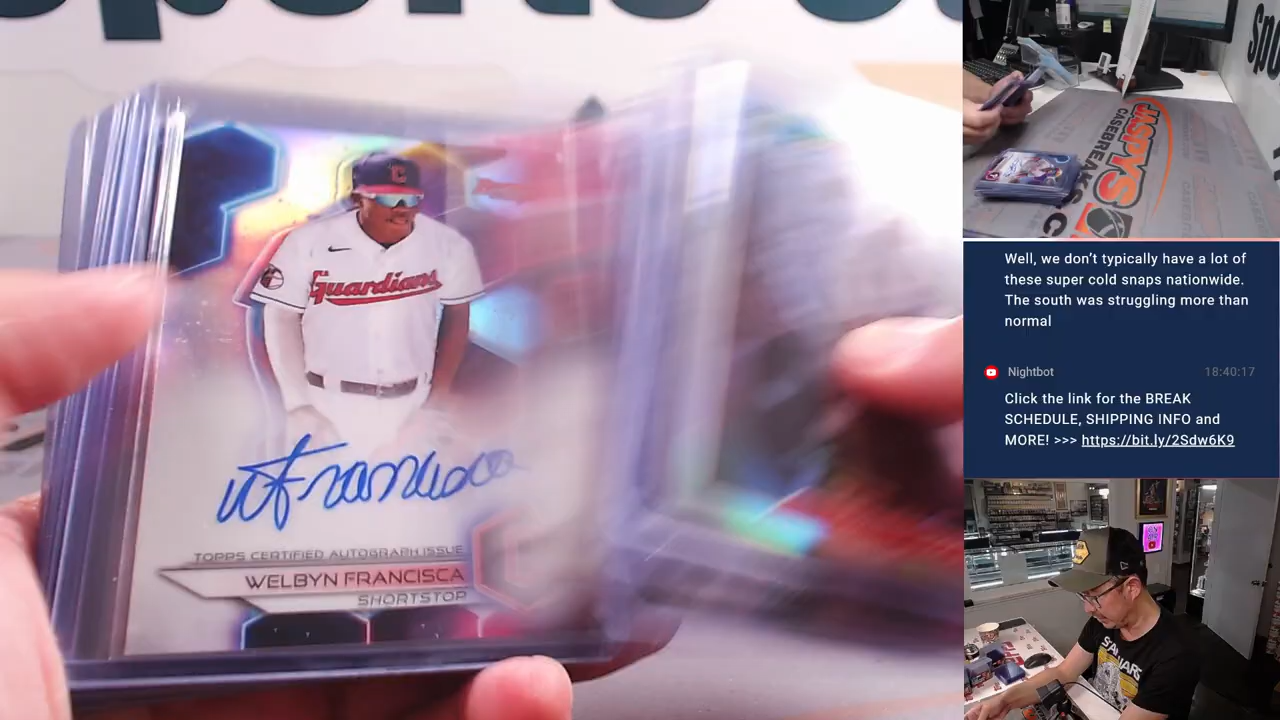 C
Guardians
W Francisca
TOPPS CERTIFIED AUTOGRAPH ISSUE
WELBYN FRANCISCA
SHORTSTOP
JASPYS
CASEBREAKS
Well, we don't typically have a lot of
these super cold snaps nationwide.
The south was struggling more than
normal
Nightbot
18:40:17
Click the link for the BREAK
SCHEDULE, SHIPPING INFO and
MORE! >>> https://bit.ly/2Sdw6K9